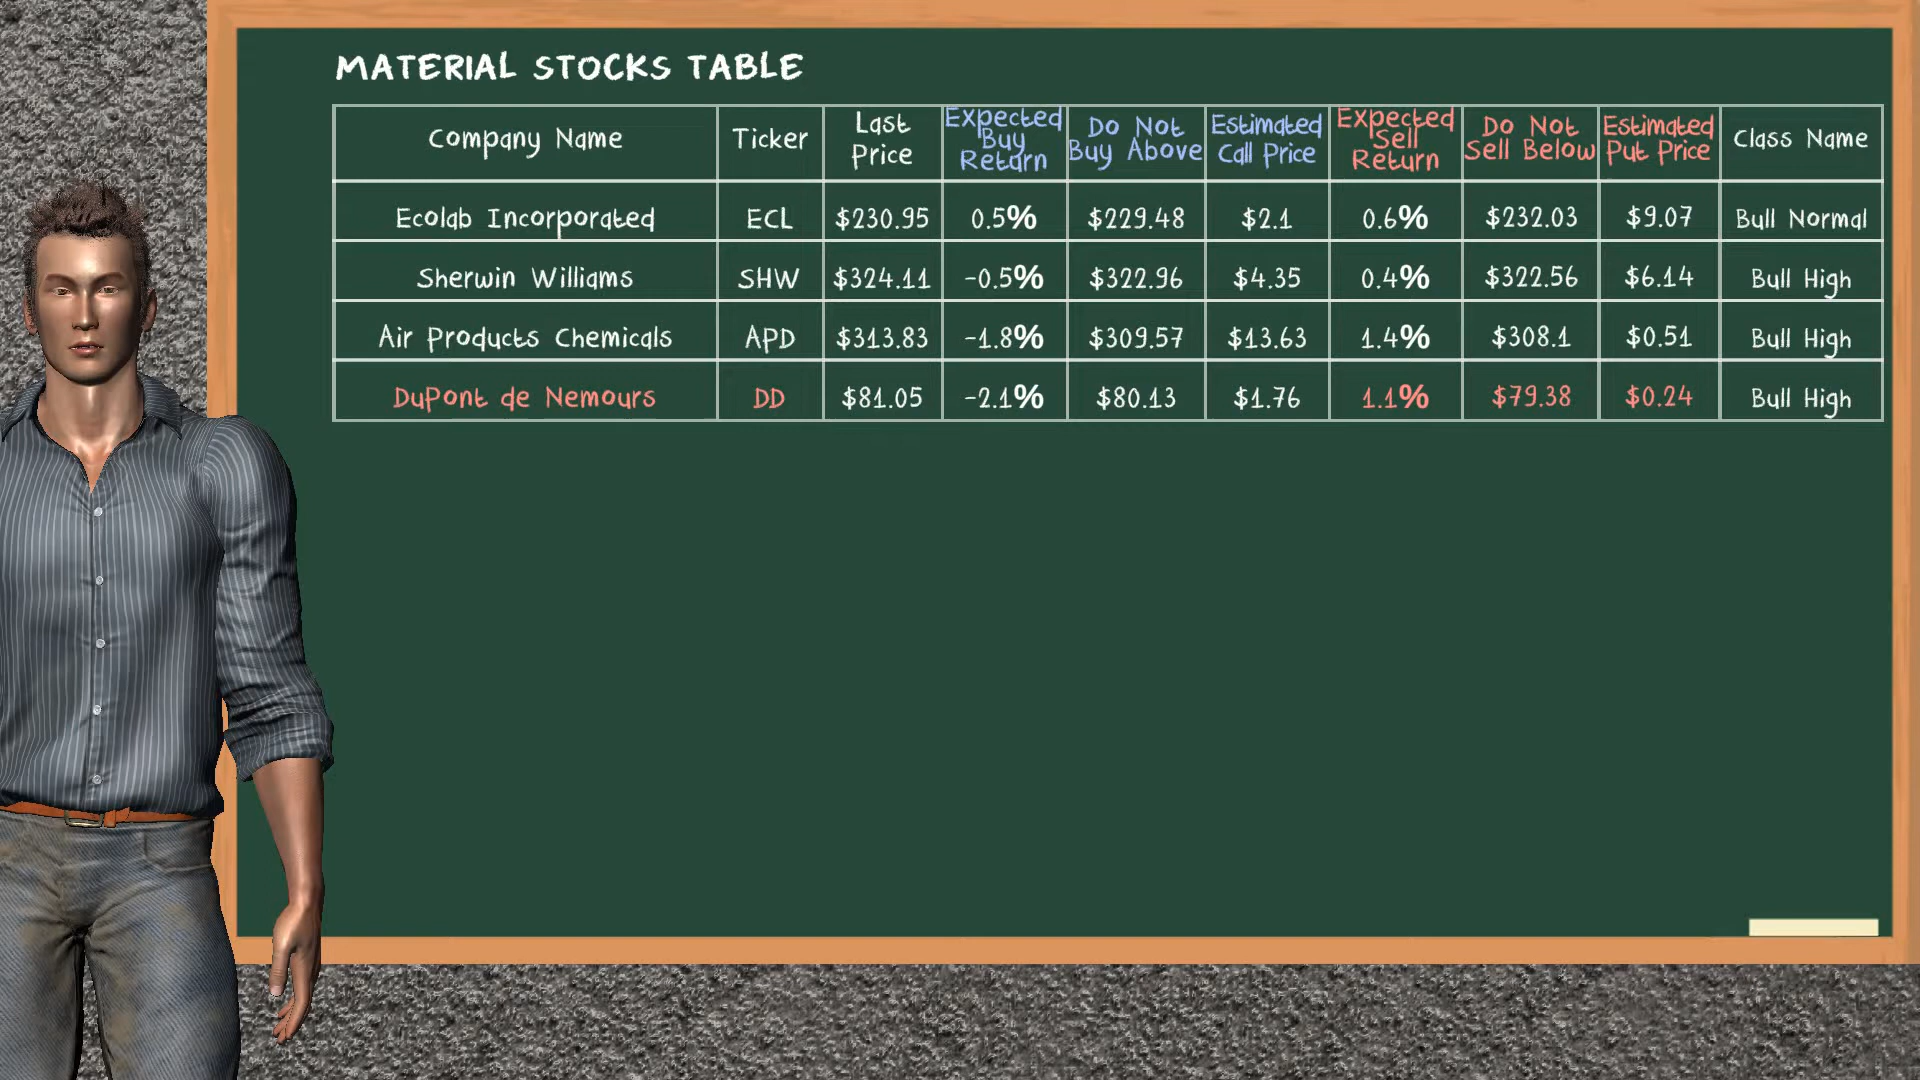 MATERIAL STOCKS TABLE
Company Name Ticker Last Price Expected Buy Return Do Not Buy Above Estimated Call Price Expected Sell Return Do Not Sell Below Estimated Put Price Class Name
Ecolab Incorporated ECL $230.95 0.5% $229.48 $2.1 0.6% $232.03 $9.07 Bull Normal
Sherwin Williams SHW $324.11 -0.5% $322.96 $4.35 0.4% $322.56 $6.14 Bull High
Air Products Chemicals APD $313.83 -1.8% $309.57 $13.63 1.4% $308.1 $0.51 Bull High
DuPont de Nemours DD $81.05 -2.1% $80.13 $1.76 1.1% $79.38 $0.24 Bull High